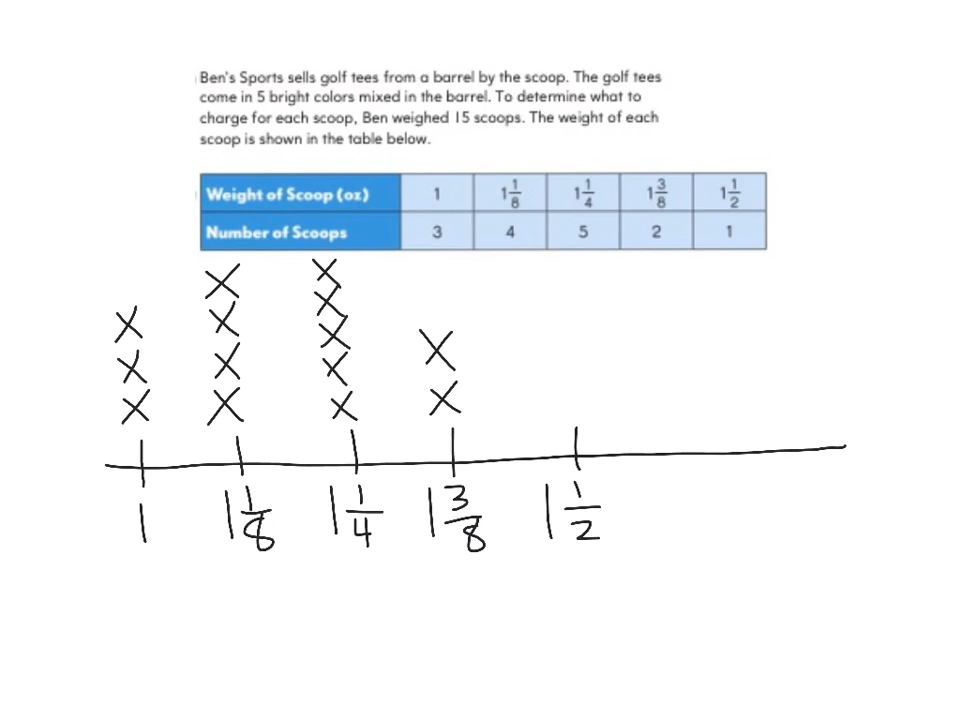 Ben's Sports sells golf tees from a barrel by the scoop. The golf tees
come in 5 bright colors mixed in the barrel. To determine what to
charge for each scoop, Ben weighed 15 scoops. The weight of each
scoop is shown in the table below.
Weight of Scoop (oz) 1 1 1/8 1 1/4 1 3/8 1 1/2
Number of Scoops 3 4 5 2 1
X X X X X X X X X X X X X X
1 1 1/8 1 1/4 1 3/8 1 1/2